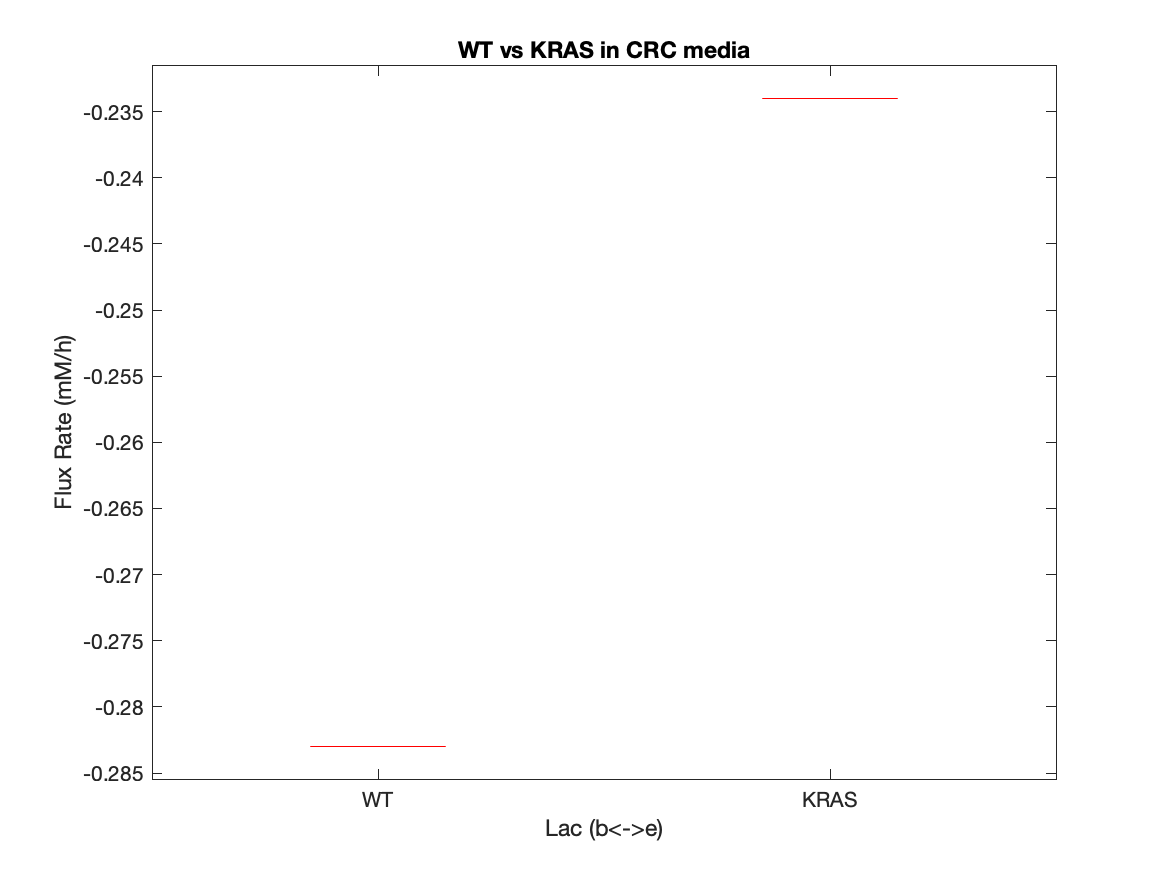 WT vs KRAS in CRC media
-0.235
-0.24
-0.245
-0.25
-0.255
-0.26
-0.265
-0.27
-0.275
-0.28
-0.285
Flux Rate (mM/h)
WT KRAS
Lac (b<->e)